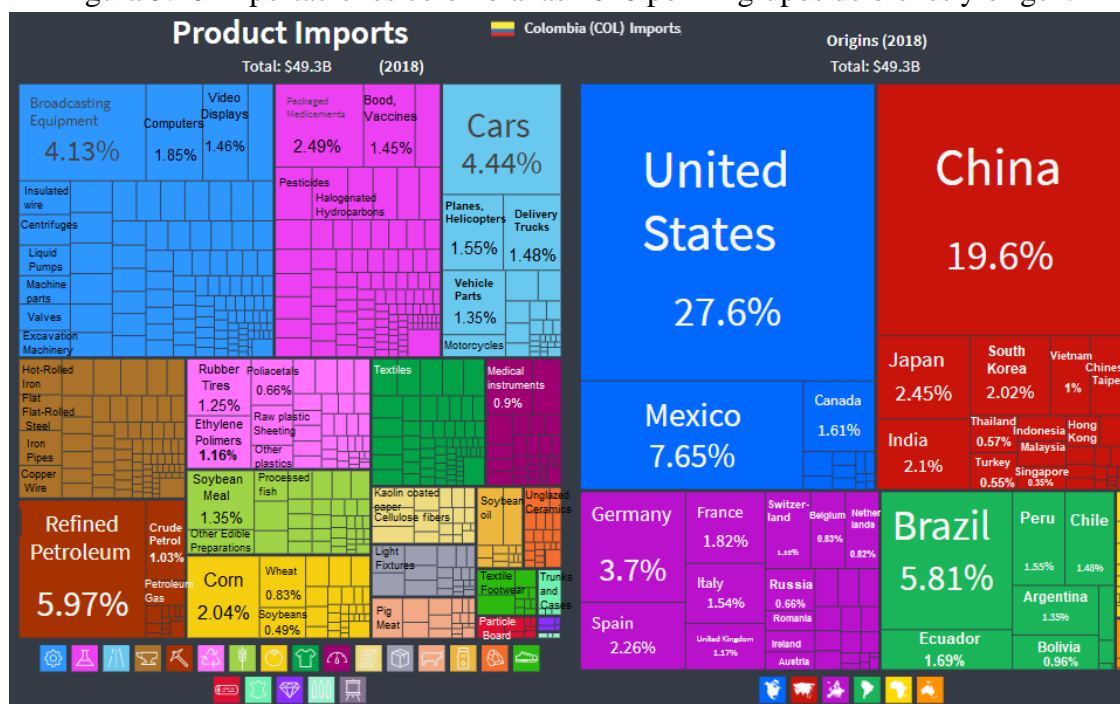 Product Imports
Total: $49.3B (2018)
Colombia (COL) Imports
Origins (2018)
Total: $49.3B
Broadcasting
Equipment
4.13%
Computers
1.85%
Video
Displays
1.46%
Packaged
Medicements
2.49%
Bood,
Vaccines
1.45%
Cars
4.44%
Insulated
wire
Centrifuges
Liquid
Pumps
Machine
parts
Valves
Excavation
Machinery
Pesticides
Halogenated
Hydrocarbons
Planes,
Helicopters
1.55%
Delivery
Trucks
1.48%
Vehicle
Parts
1.35%
Motorcycles
Hot-Rolled
Iron
Flat
Flat-Rolled
Steel
Iron
Pipes
Copper
Wire
Rubber
Tires
1.25%
Poliacetals
0.66%
Ethylene
Polimers
1.16%
Raw plastic
Sheeting
Other
plastics
Textiles
Medical
instruments
0.9%
Soybean
Meal
1.35%
Processed
fish
Other Edible
Preparations
Kaolin coated
paper
Cellulose fibers
Soybean
oil
Unglazed
Ceramics
Refined
Petroleum
5.97%
Crude
Petrol
1.03%
Petroleum
Gas
Corn
2.04%
Wheat
0.83%
Soybeans
0.49%
Light
Fixtures
Pig
Meat
Textile
Footwear
Trunks
and
Cases
Particle
Board
United
States
27.6%
Mexico
7.65%
Canada
1.61%
China
19.6%
Japan
2.45%
South
Korea
2.02%
Vietnam
1%
Chines
Taipe
India
2.1%
Thailand
0.57%
Indonesia
Hong
Kong
Malaysia
Turkey
0.55%
Singapore
0.35%
Germany
3.7%
Spain
2.26%
France
1.82%
Italy
1.54%
United Kingdom
1.17%
Switzer-
land
Belgium
0.83%
Nether
lands
0.82%
Russia
0.66%
Romania
Ireland
Austria
Brazil
5.81%
Ecuador
1.69%
Peru
1.55%
Chile
1.48%
Argentina
1.35%
Bolivia
0.96%